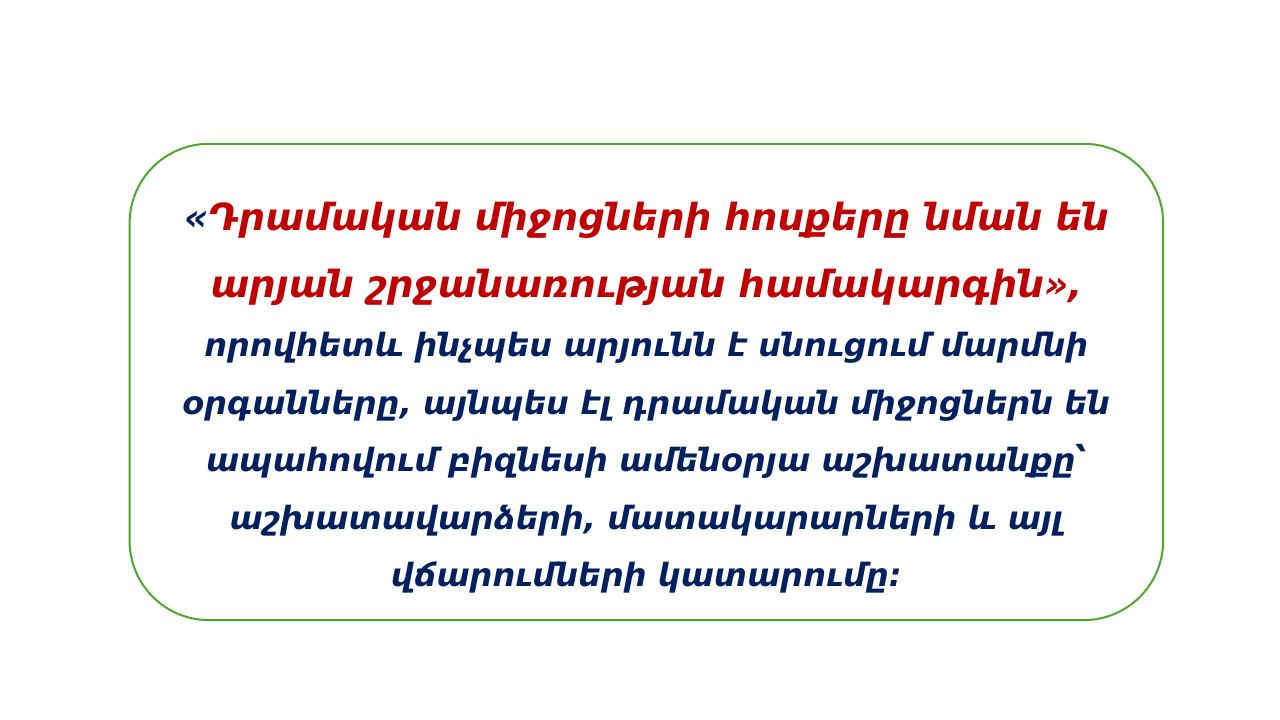 «Դրամական միջոցների հոսքերը նման են
արյան շրջանառության համակարգին»,
որովհետև ինչպես արյունն է սնուցում մարմնի
օրգանները, այնպես էլ դրամական միջոցներն են
ապահովում բիզնեսի ամենօրյա աշխատանքը՝
աշխատավարձերի, մատակարարների և այլ
վճարումների կատարումը: